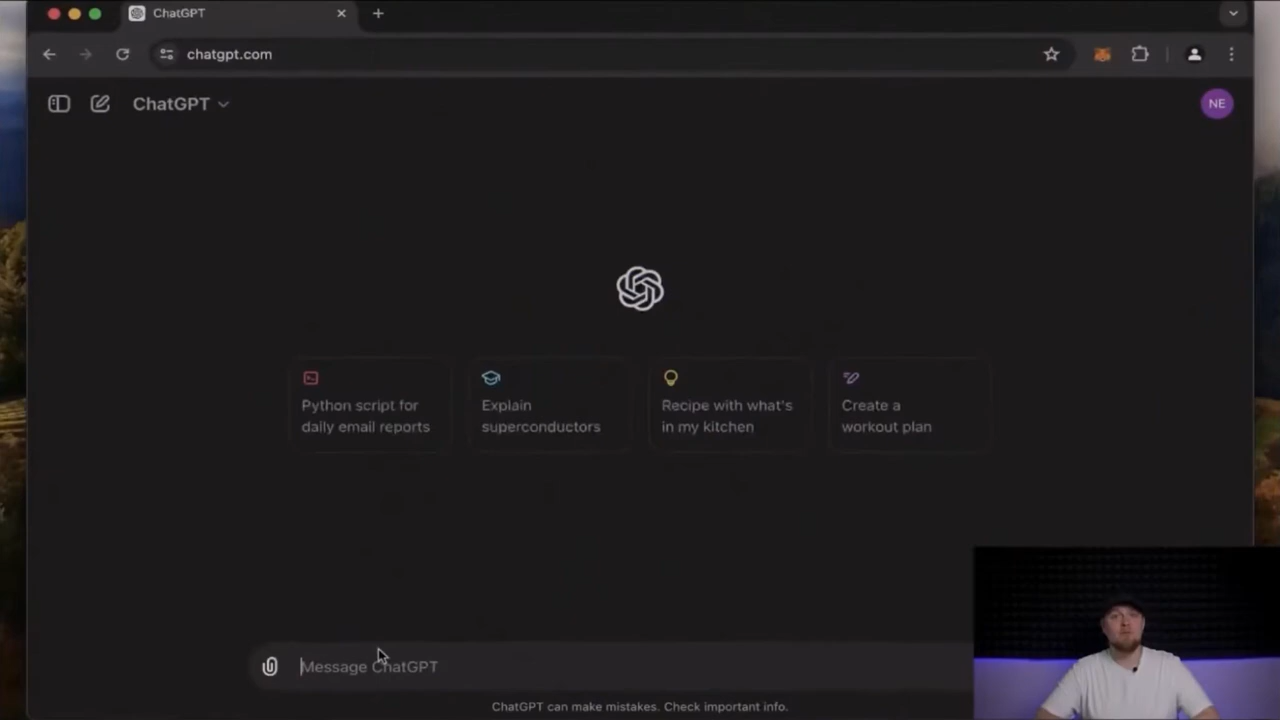 ChatGPT
chatgpt.com
ChatGPT
NE
Python script for
daily email reports
Explain
superconductors
Recipe with what's
in my kitchen
Create a
workout plan
Message ChatGPT
ChatGPT can make mistakes. Check important info.